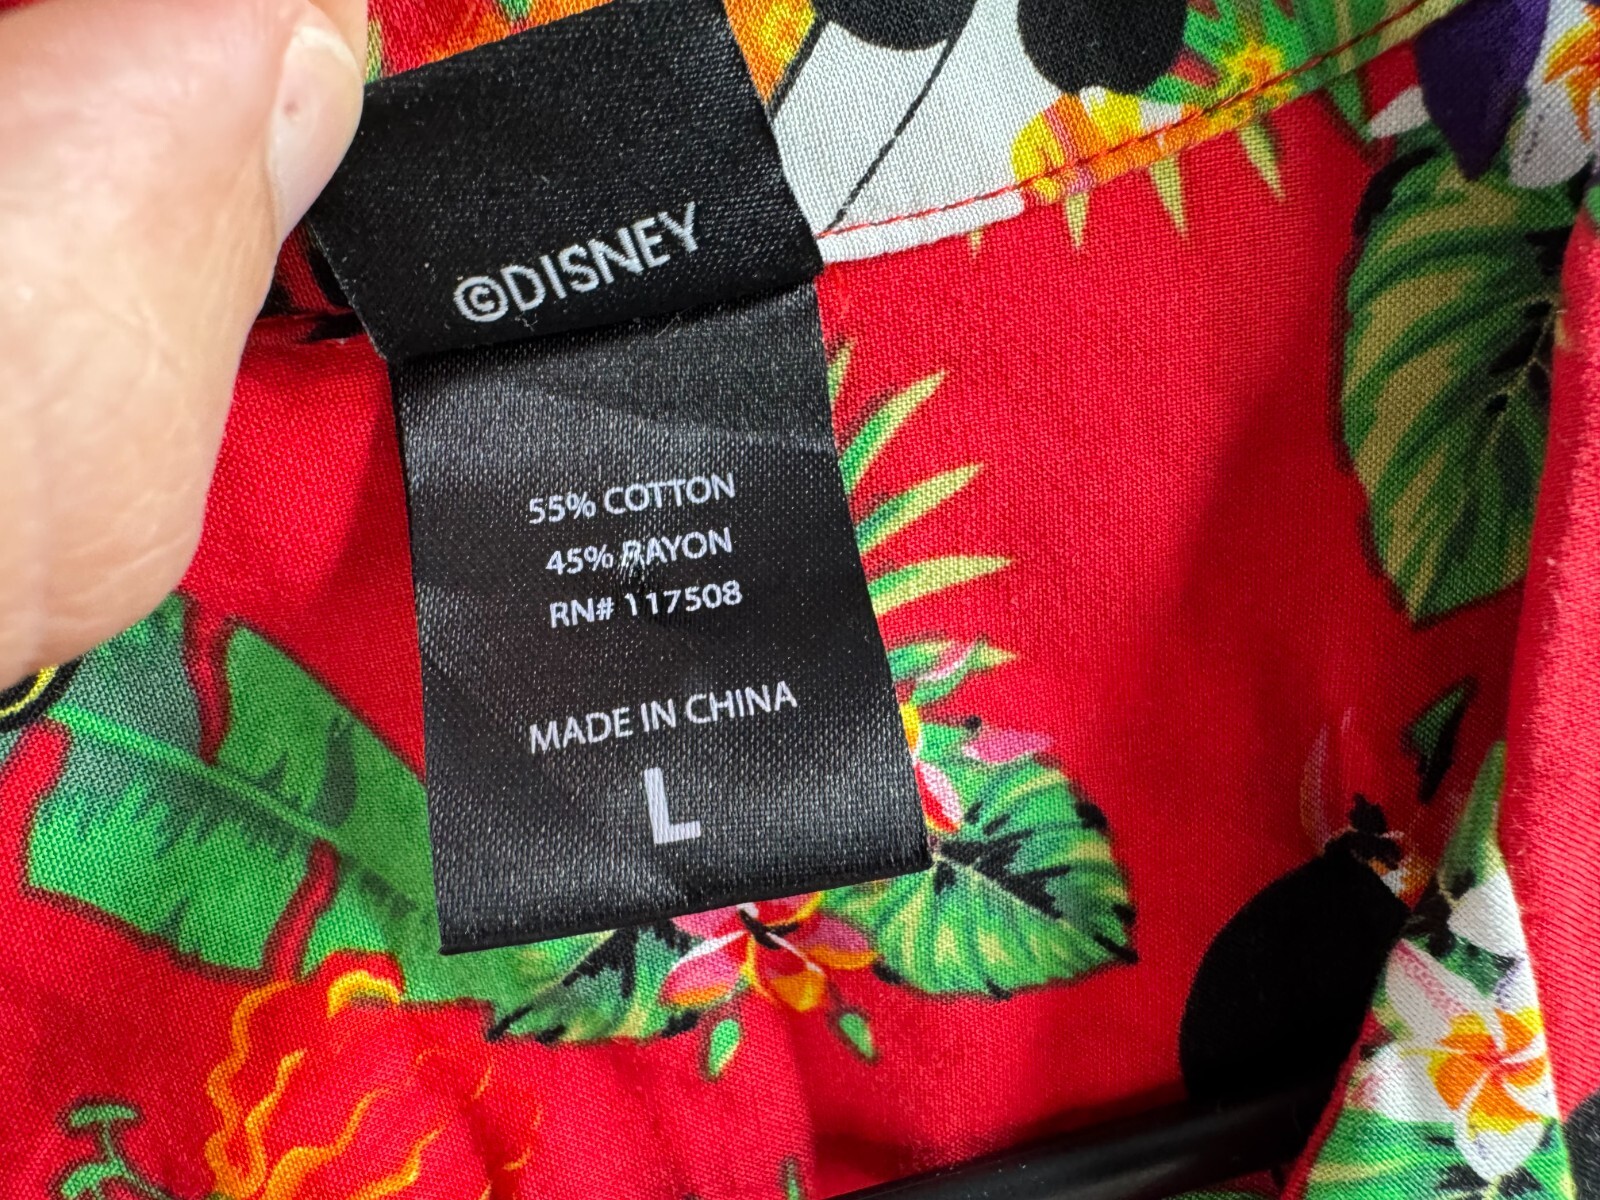 ©DISNEY
55% COTTON
45% RAYON
RN# 117508
MADE IN CHINA
L